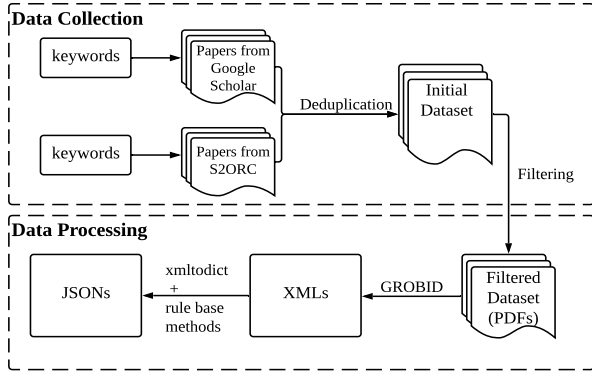 Data Collection
keywords
Papers from
Google
Scholar
Deduplication
Initial
Dataset
keywords
Papers from
S2ORC
Filtering
Data Processing
JSONs
xmltodict
+
rule base
methods
XMLs
GROBID
Filtered
Dataset
(PDFs)